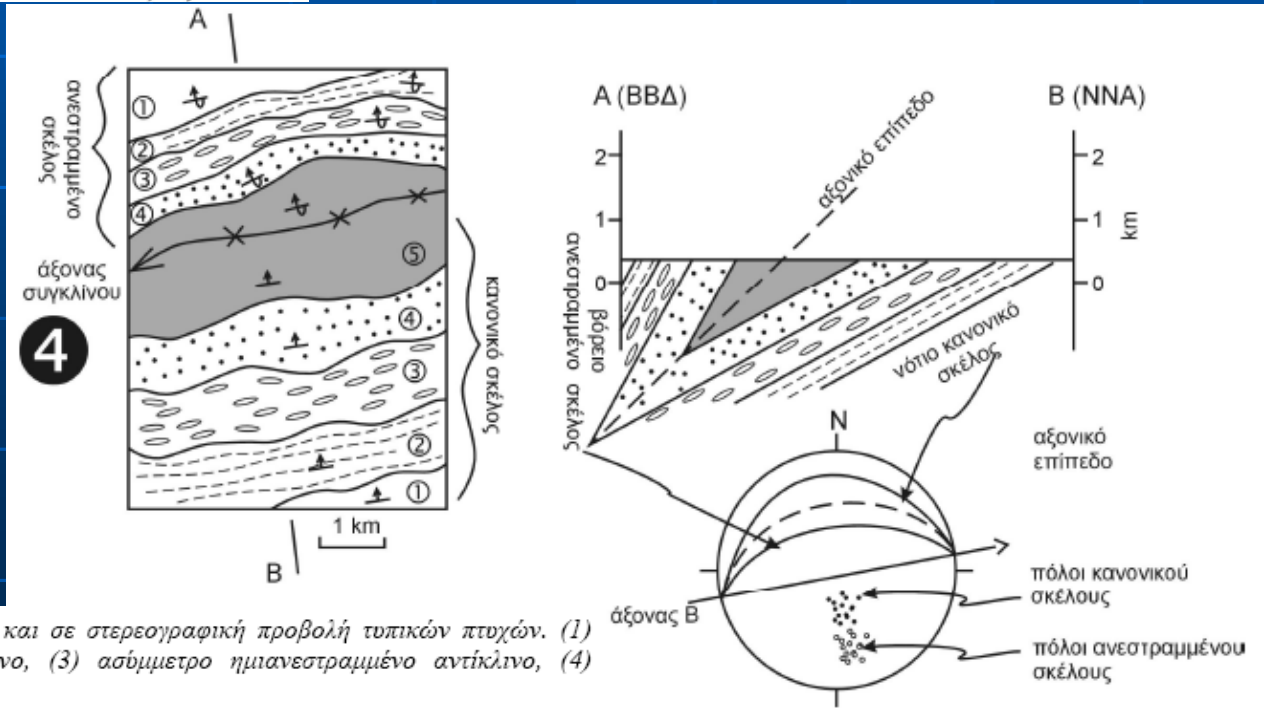 A
①
②
③
④
⑤
④
③
②
①
ανεστραμμένο
σκέλος
άξονας
συγκλίνου
4
κανονικό σκέλος
1 km
B
A (ΒΒΔ)
B (ΝΝΑ)
αξονικό επίπεδο
2
1
0
2
1
0
km
βόρειο
ανεστραμμένο σκέλος
νότιο κανονικό
σκέλος
N
αξονικό
επίπεδο
άξονας Β
πόλοι κανονικού
σκέλους
πόλοι ανεστραμμένου
σκέλους
και σε στερεογραφική προβολή τυπικών πτυχών. (1)
νο, (3) ασύμμετρο ημιανεστραμμένο αντίκλινο, (4)